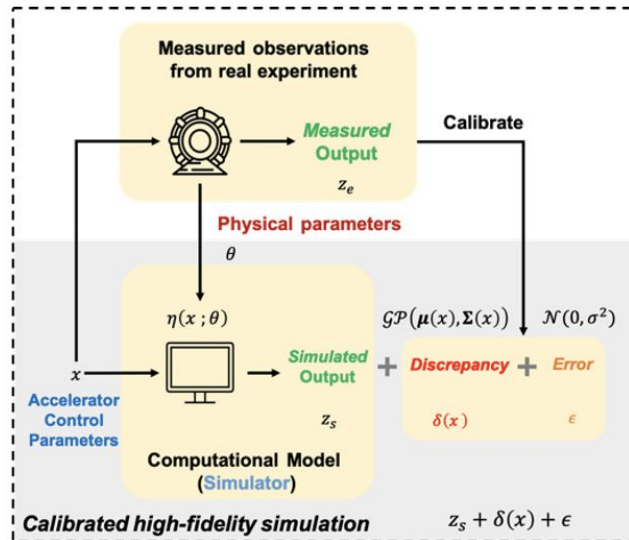 Measured observations
from real experiment
Measured
Output
z_e
Calibrate
Physical parameters
θ
η(x ; θ)
𝒢𝒫(μ(x), Σ(x))
𝒩(0, σ²)
x
Simulated
Output
+
Discrepancy
+
Error
Accelerator
Control
Parameters
z_s
δ(x)
ϵ
Computational Model
(Simulator)
Calibrated high-fidelity simulation
z_s + δ(x) + ϵ